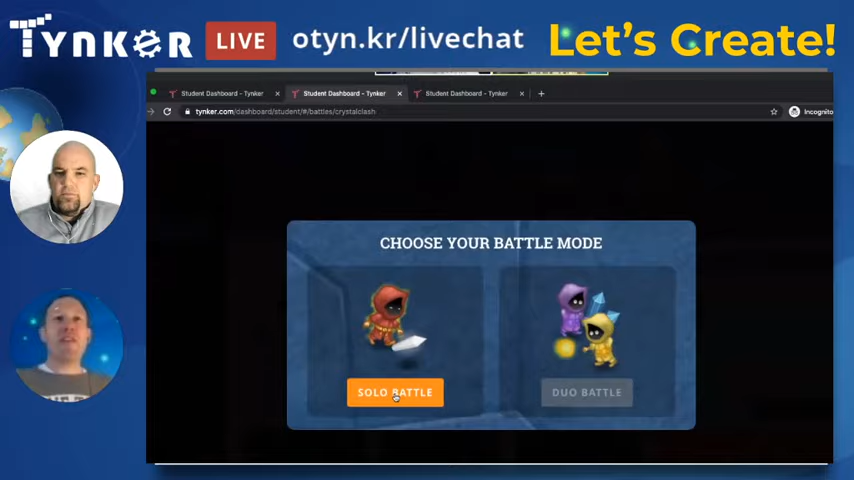 TYNKER LIVE otyn.kr/livechat Let's Create!
Student Dashboard - Tynker × Student Dashboard - Tynker × Student Dashboard - Tynker × +
tynker.com/dashboard/student/#/battles/crystalclash Incognito
CHOOSE YOUR BATTLE MODE
SOLO BATTLE DUO BATTLE